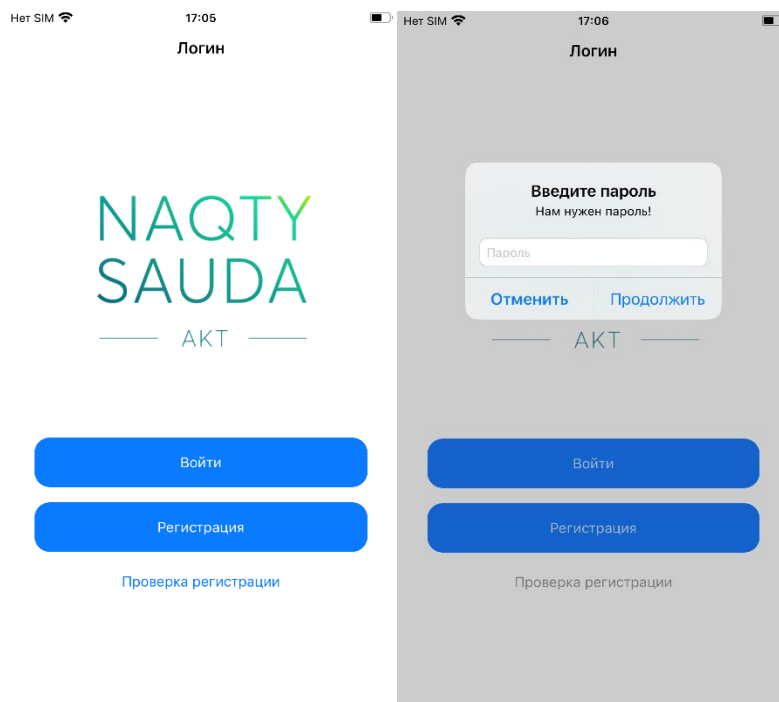 Нет SIM 17:05
Логин
NAQTY
SAUDA
AKT
Войти
Регистрация
Проверка регистрации
Нет SIM 17:06
Логин
Введите пароль
Нам нужен пароль!
Пароль
Отменить Продолжить
AKT
Войти
Регистрация
Проверка регистрации